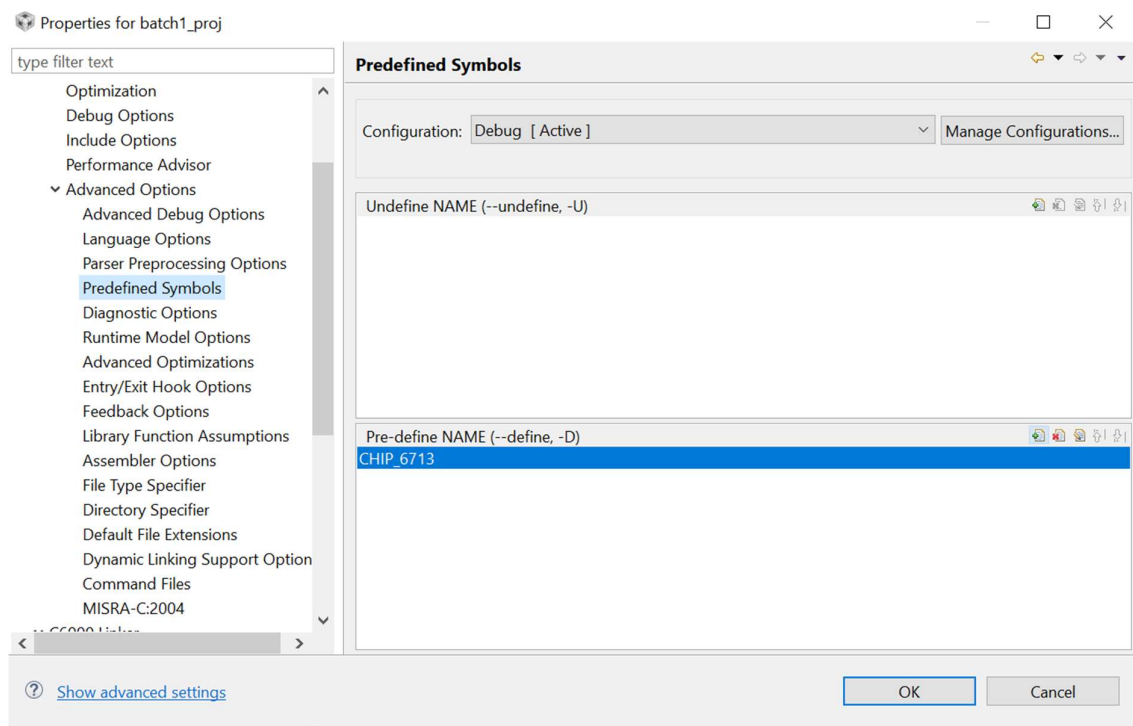 Properties for batch1_proj
type filter text
Optimization
Debug Options
Include Options
Performance Advisor
Advanced Options
Advanced Debug Options
Language Options
Parser Preprocessing Options
Predefined Symbols
Diagnostic Options
Runtime Model Options
Advanced Optimizations
Entry/Exit Hook Options
Feedback Options
Library Function Assumptions
Assembler Options
File Type Specifier
Directory Specifier
Default File Extensions
Dynamic Linking Support Option
Command Files
MISRA-C:2004
C6000 Linker
Predefined Symbols
Configuration: Debug [ Active ] Manage Configurations...
Undefine NAME (--undefine, -U)
Pre-define NAME (--define, -D)
CHIP_6713
Show advanced settings
OK Cancel